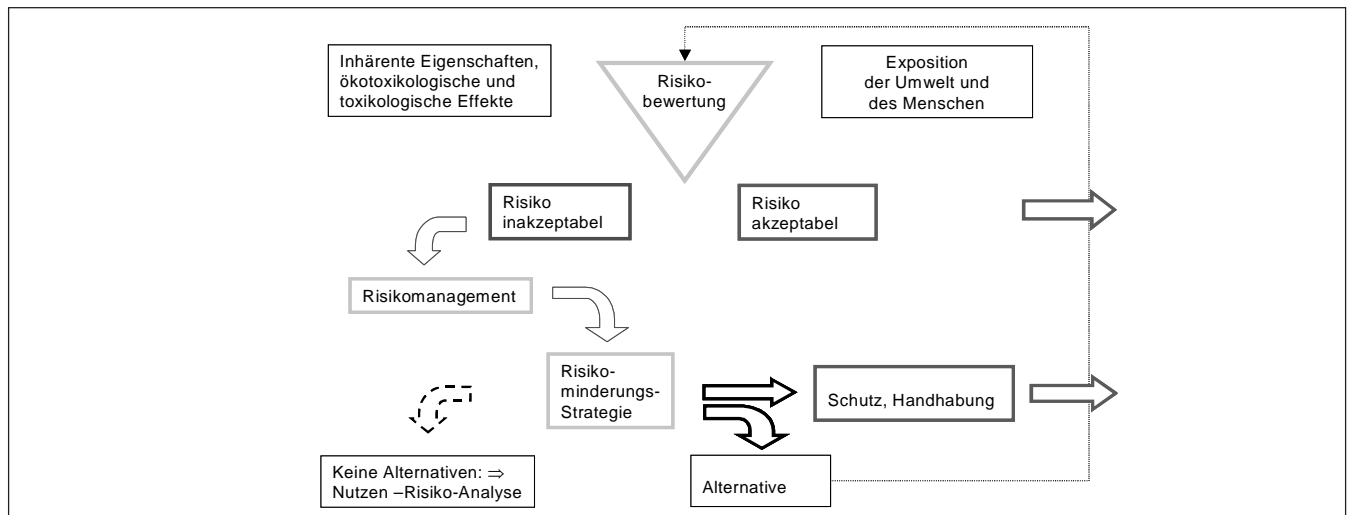 Inhärente Eigenschaften,
ökotoxikologische und
toxikologische Effekte
Risiko-
bewertung
Exposition
der Umwelt und
des Menschen
Risiko
inakzeptabel
Risiko
akzeptabel
Risikomanagement
Risiko-
minderungs-
Strategie
Schutz, Handhabung
Keine Alternativen: ⇒
Nutzen –Risiko-Analyse
Alternative